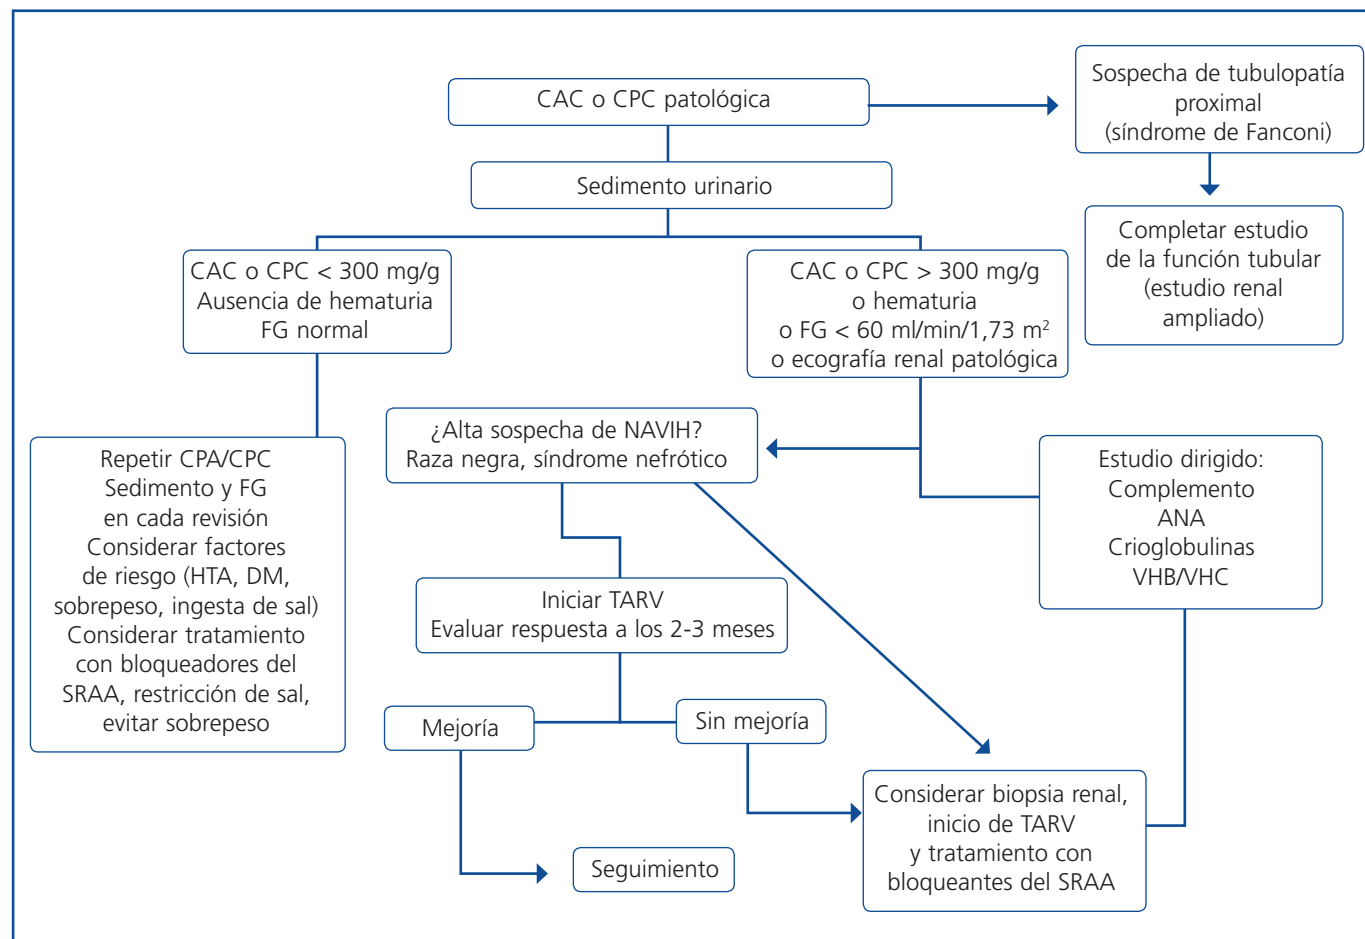 CAC o CPC patológica
Sospecha de tubulopatía
proximal
(síndrome de Fanconi)
Sedimento urinario
Completar estudio
de la función tubular
(estudio renal
ampliado)
CAC o CPC < 300 mg/g
Ausencia de hematuria
FG normal
CAC o CPC > 300 mg/g
o hematuria
o FG < 60 ml/min/1,73 m²
o ecografía renal patológica
Repetir CPA/CPC
Sedimento y FG
en cada revisión
Considerar factores
de riesgo (HTA, DM,
sobrepeso, ingesta de sal)
Considerar tratamiento
con bloqueadores del
SRAA, restricción de sal,
evitar sobrepeso
¿Alta sospecha de NAVIH?
Raza negra, síndrome nefrótico
Estudio dirigido:
Complemento
ANA
Crioglobulinas
VHB/VHC
Iniciar TARV
Evaluar respuesta a los 2-3 meses
Mejoría
Sin mejoría
Considerar biopsia renal,
inicio de TARV
y tratamiento con
bloqueantes del SRAA
Seguimiento